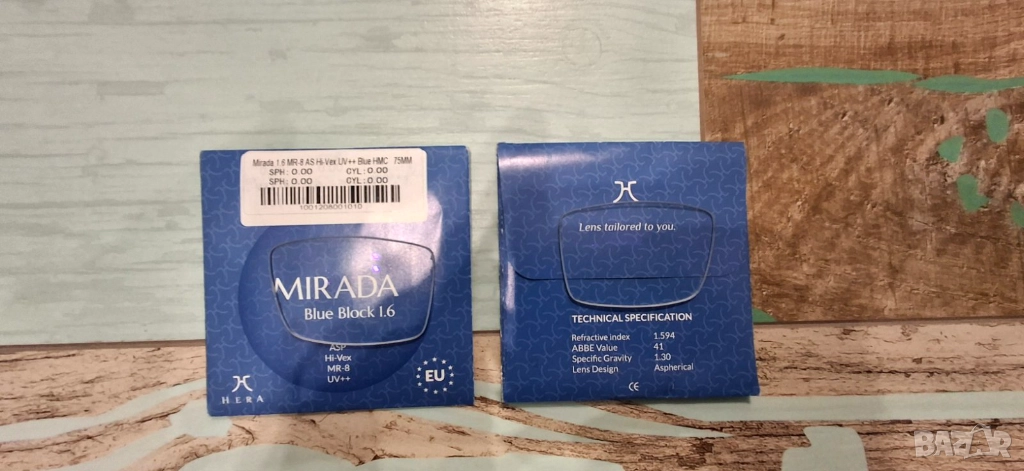 Mirada 1.6 MR-8 AS Hi-Vex UV++ Blue HMC 75MM
SPH: 0.00 CYL: 0.00
SPH: 0.00 CYL: 0.00
1001208001010
MIRADA
Blue Block 1.6
ASP
Hi-Vex
MR-8
UV++
HERA
EU
Lens tailored to you.
TECHNICAL SPECIFICATION
Refractive index 1.594
ABBE Value 41
Specific Gravity 1.30
Lens Design Aspherical
CE
BAZAR